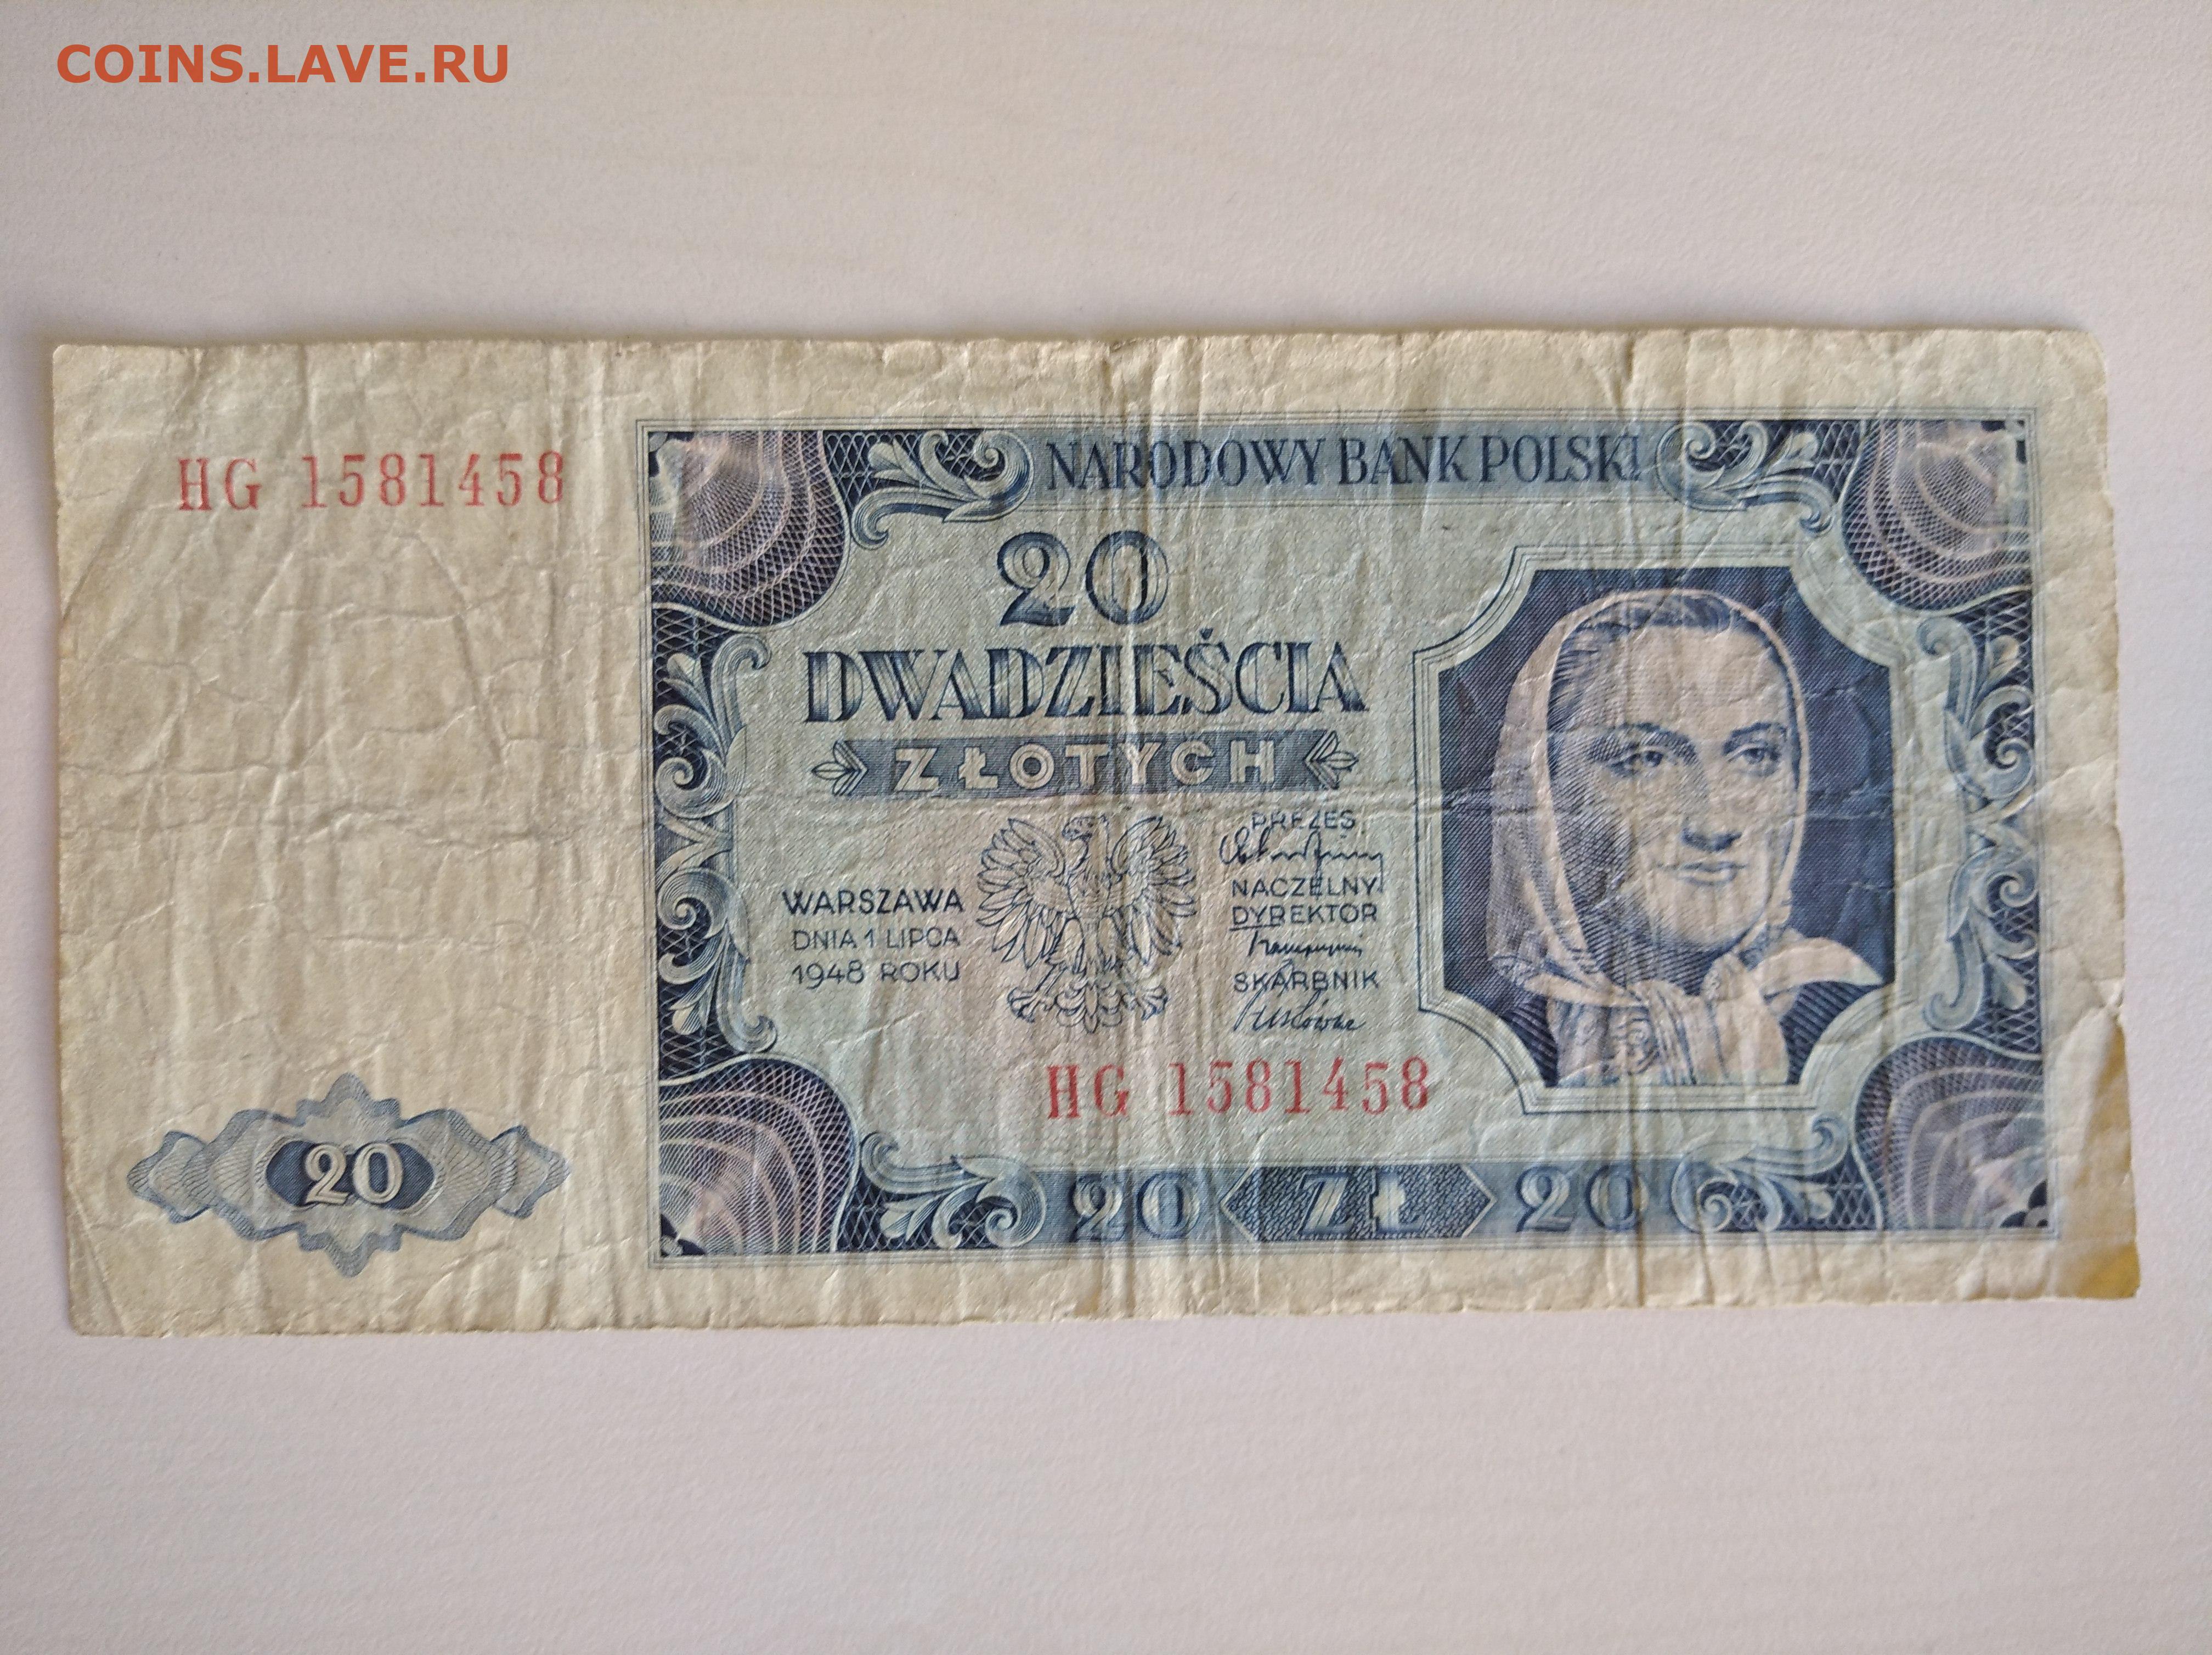 COINS.LAVE.RU
HG 1581458
NARODOWY BANK POLSKI
20
DWADZIEŚCIA
ZŁOTYCH
WARSZAWA
DNIA 1 LIPCA
1948 ROKU
PREZES
NACZELNY
DYREKTOR
SKARBNIK
HG 1581458
20
20 ZŁ 20